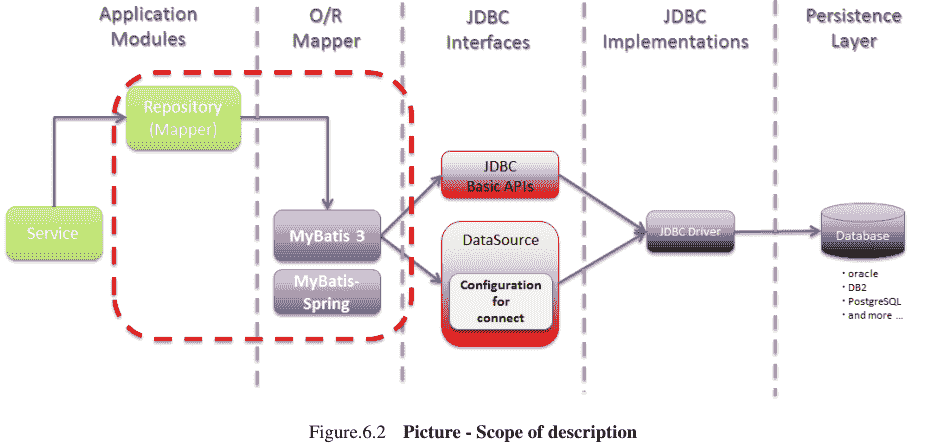 Application
Modules
O/R
Mapper
JDBC
Interfaces
JDBC
Implementations
Persistence
Layer
Repository
(Mapper)
Service
MyBatis 3
MyBatis-
Spring
JDBC
Basic APIs
DataSource
Configuration
for
connect
JDBC Driver
Database
• oracle
• DB2
• PostgreSQL
• and more ...
Figure.6.2 Picture - Scope of description